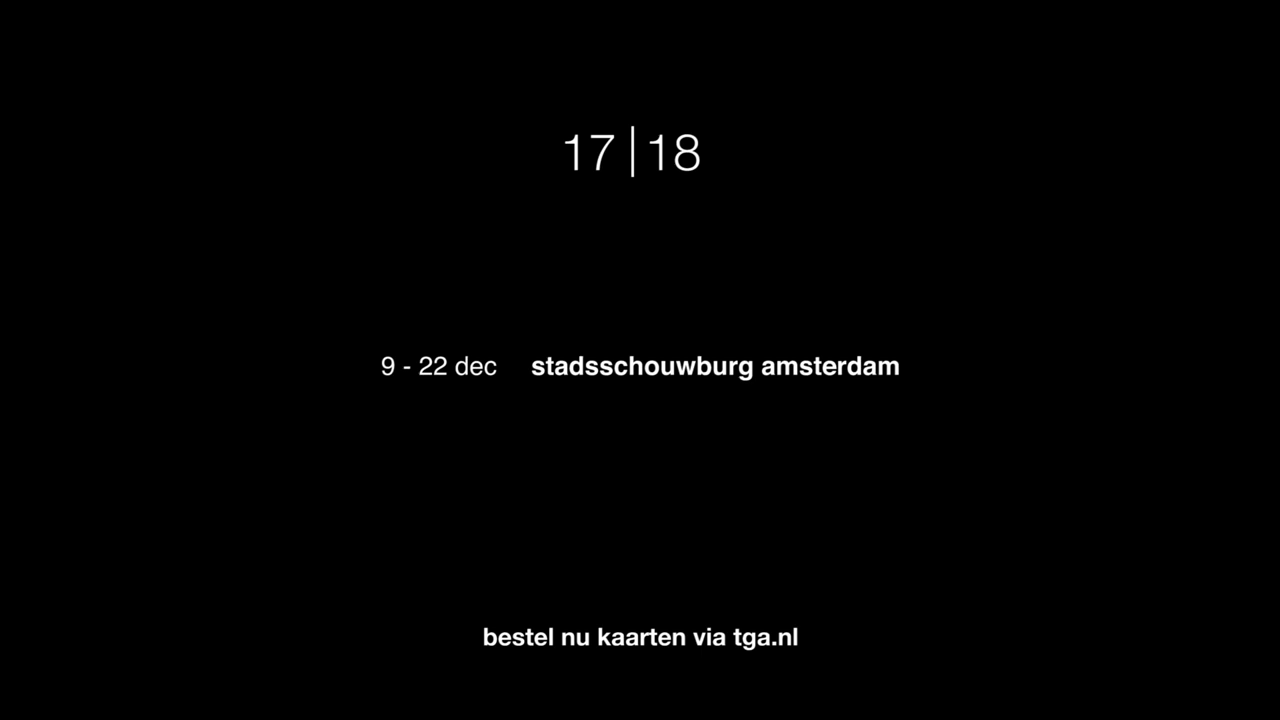 17|18
9 - 22 dec stadsschouwburg amsterdam
bestel nu kaarten via tga.nl